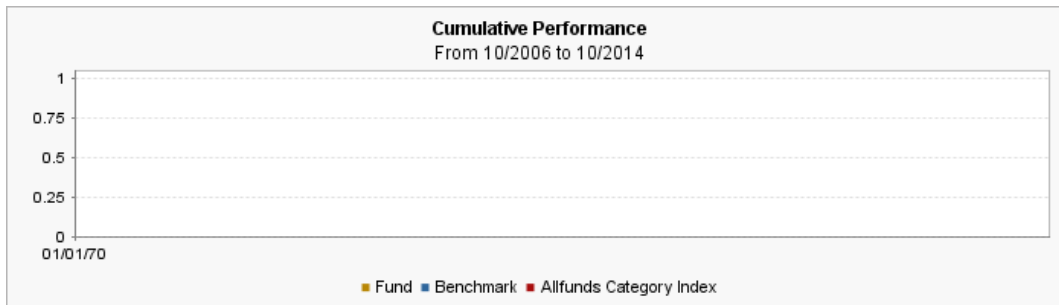 Cumulative Performance
From 10/2006 to 10/2014
1
0.75
0.5
0.25
0
01/01/70
Fund Benchmark Allfunds Category Index